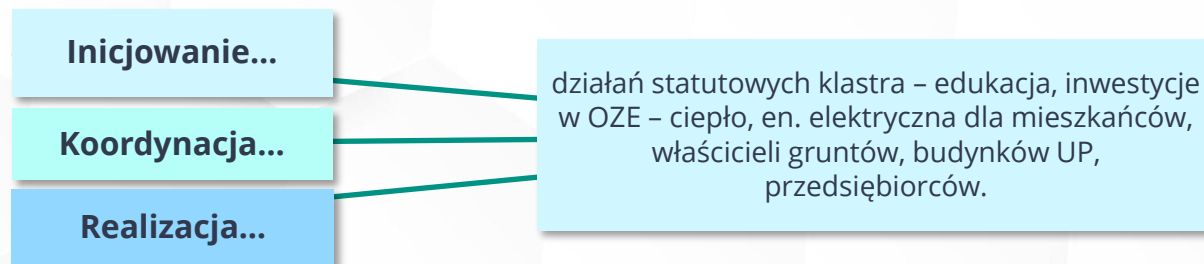 Inicjowanie...
Koordynacja...
Realizacja...
działań statutowych klastra – edukacja, inwestycje
w OZE – ciepło, en. elektryczna dla mieszkańców,
właścicieli gruntów, budynków UP,
przedsiębiorców.